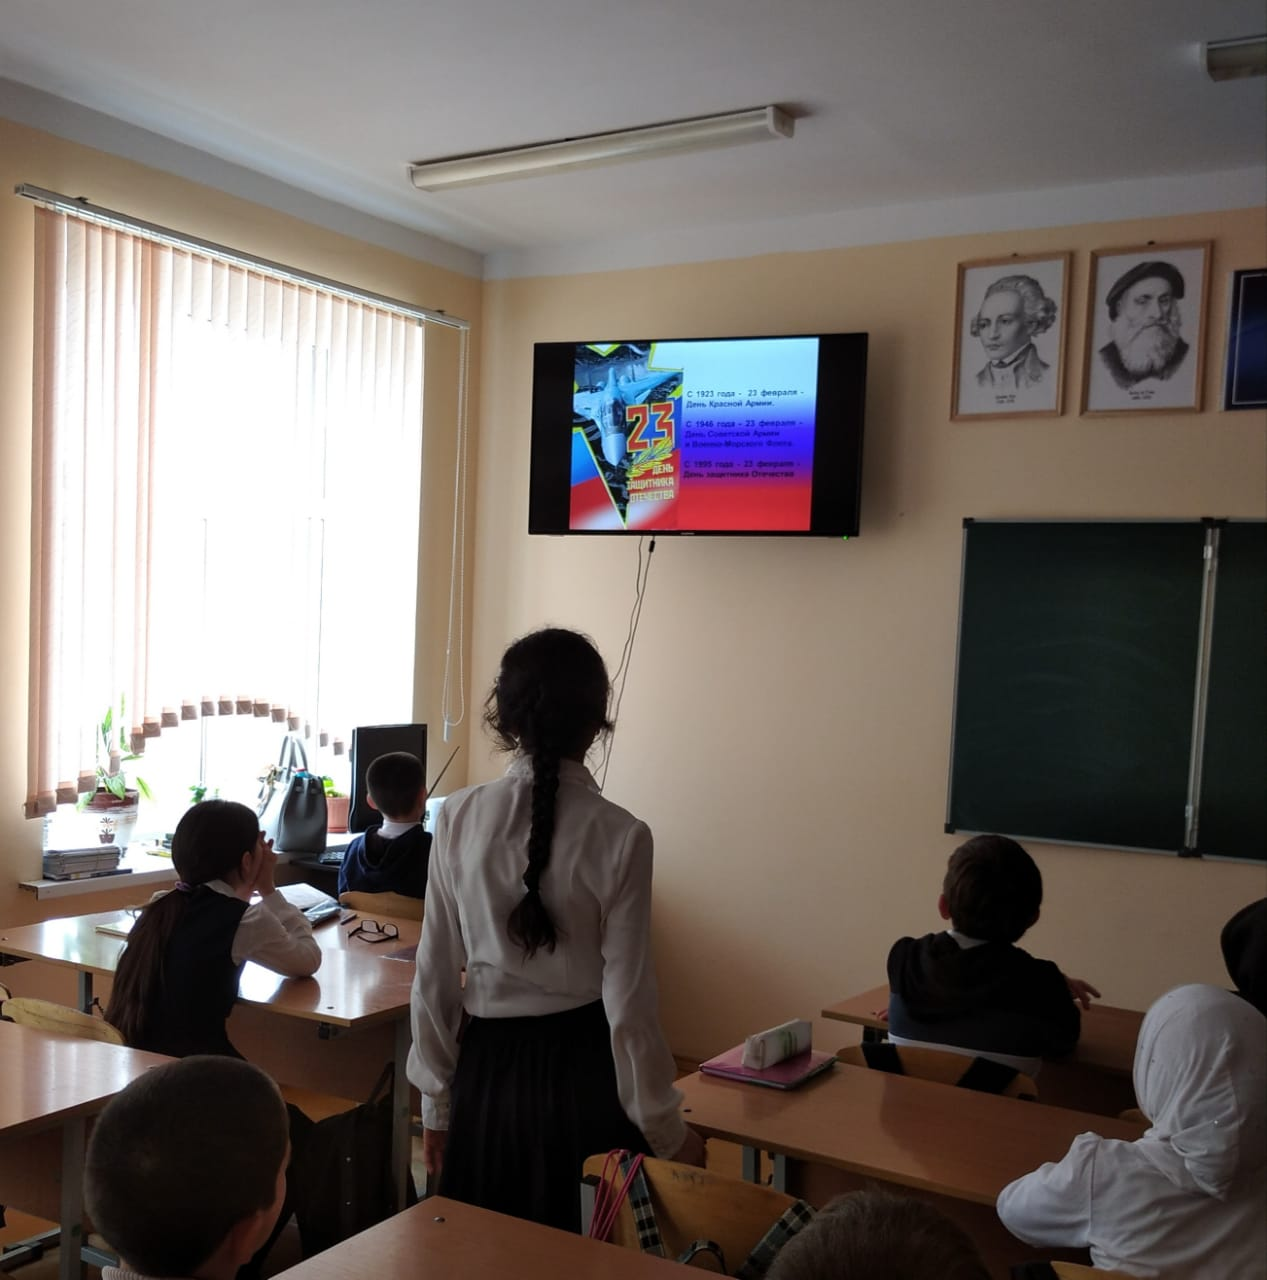 23
ДЕНЬ
ЗАЩИТНИКА
ОТЕЧЕСТВА
С 1923 года - 23 февраля -
День Красной Армии.
С 1946 года - 23 февраля -
День Советской Армии
и Военно-Морского Флота.
С 1995 года - 23 февраля -
День защитника Отечества